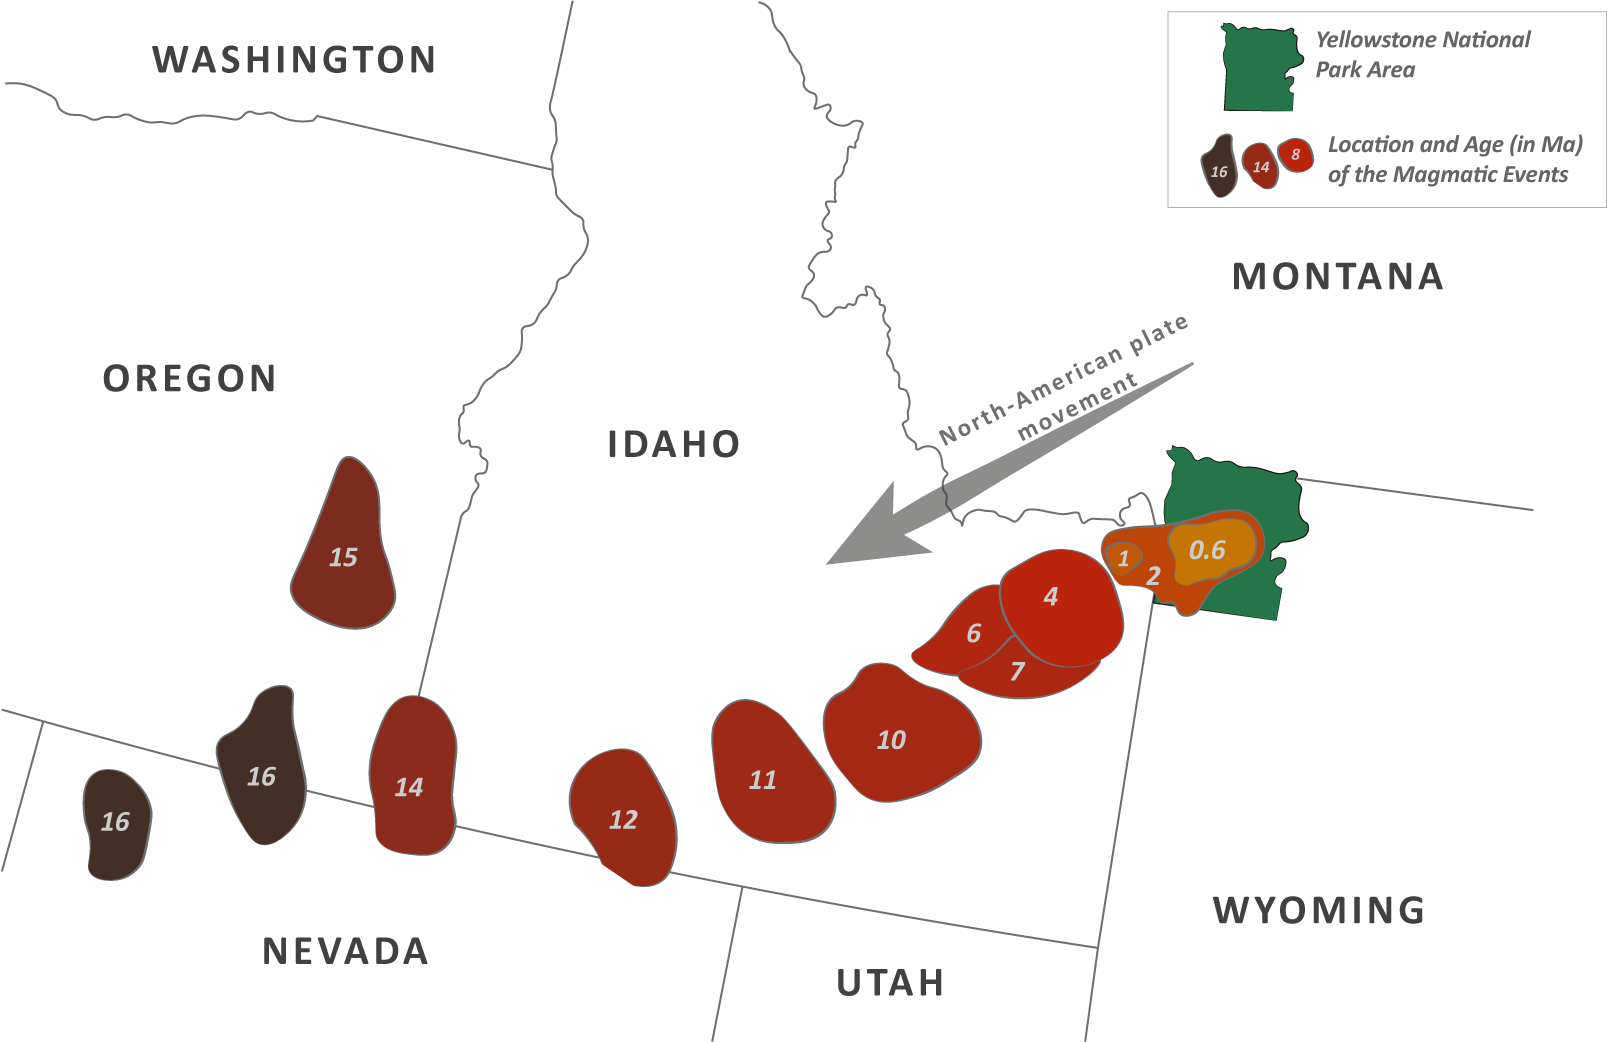 WASHINGTON
Yellowstone National
Park Area
16 14 8
Location and Age (in Ma)
of the Magmatic Events
MONTANA
North-American plate
movement
OREGON
IDAHO
15
1
2
0.6
4
6
7
10
11
12
14
16
16
WYOMING
NEVADA
UTAH